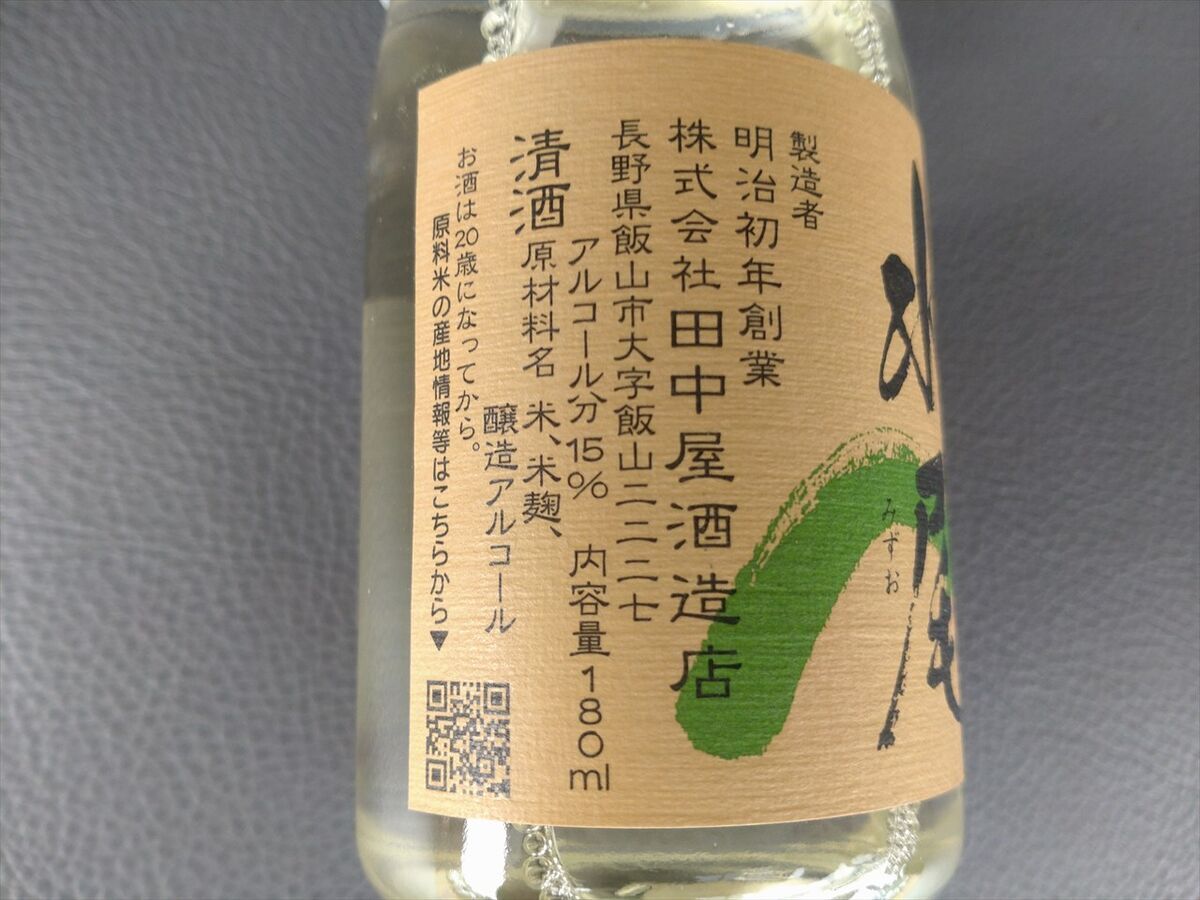 水尾
みずお
製造者
明治初年創業
株式会社田中屋酒造店
長野県飯山市大字飯山二二二七
アルコール分15% 内容量180ml
清酒 原材料名 米、米麹、
醸造アルコール
お酒は20歳になってから。
原料米の産地情報等はこちらから▼